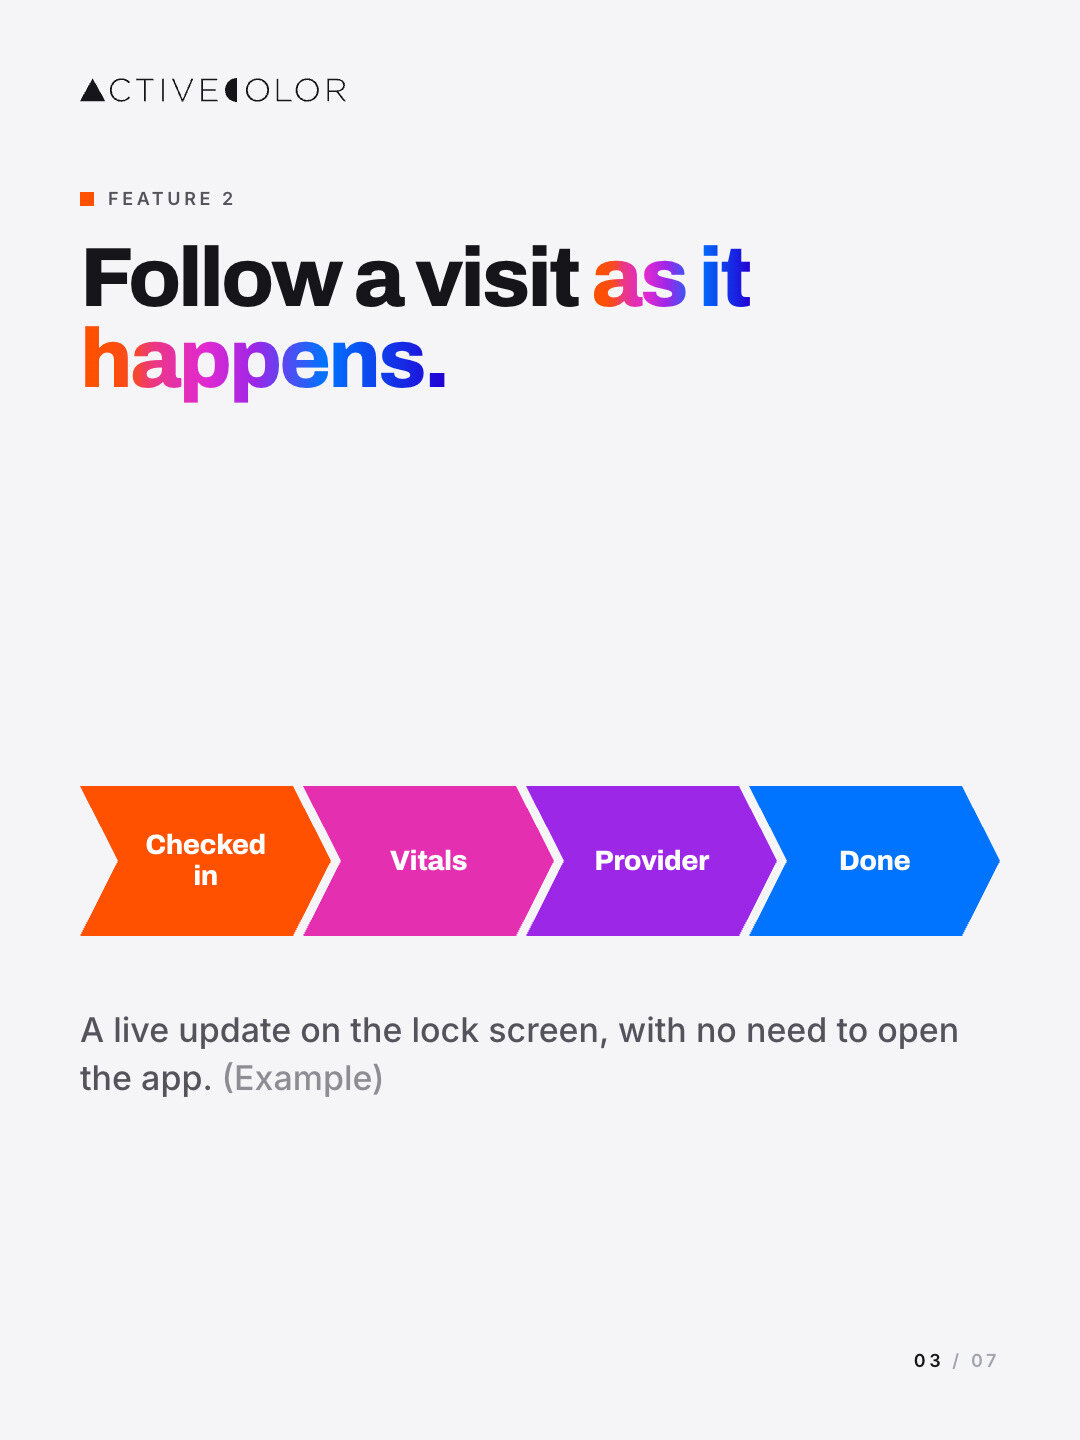 ACTIVECOLOR
FEATURE 2
Follow a visit as it
happens.
Checked
in
Vitals
Provider
Done
A live update on the lock screen, with no need to open
the app. (Example)
03 / 07